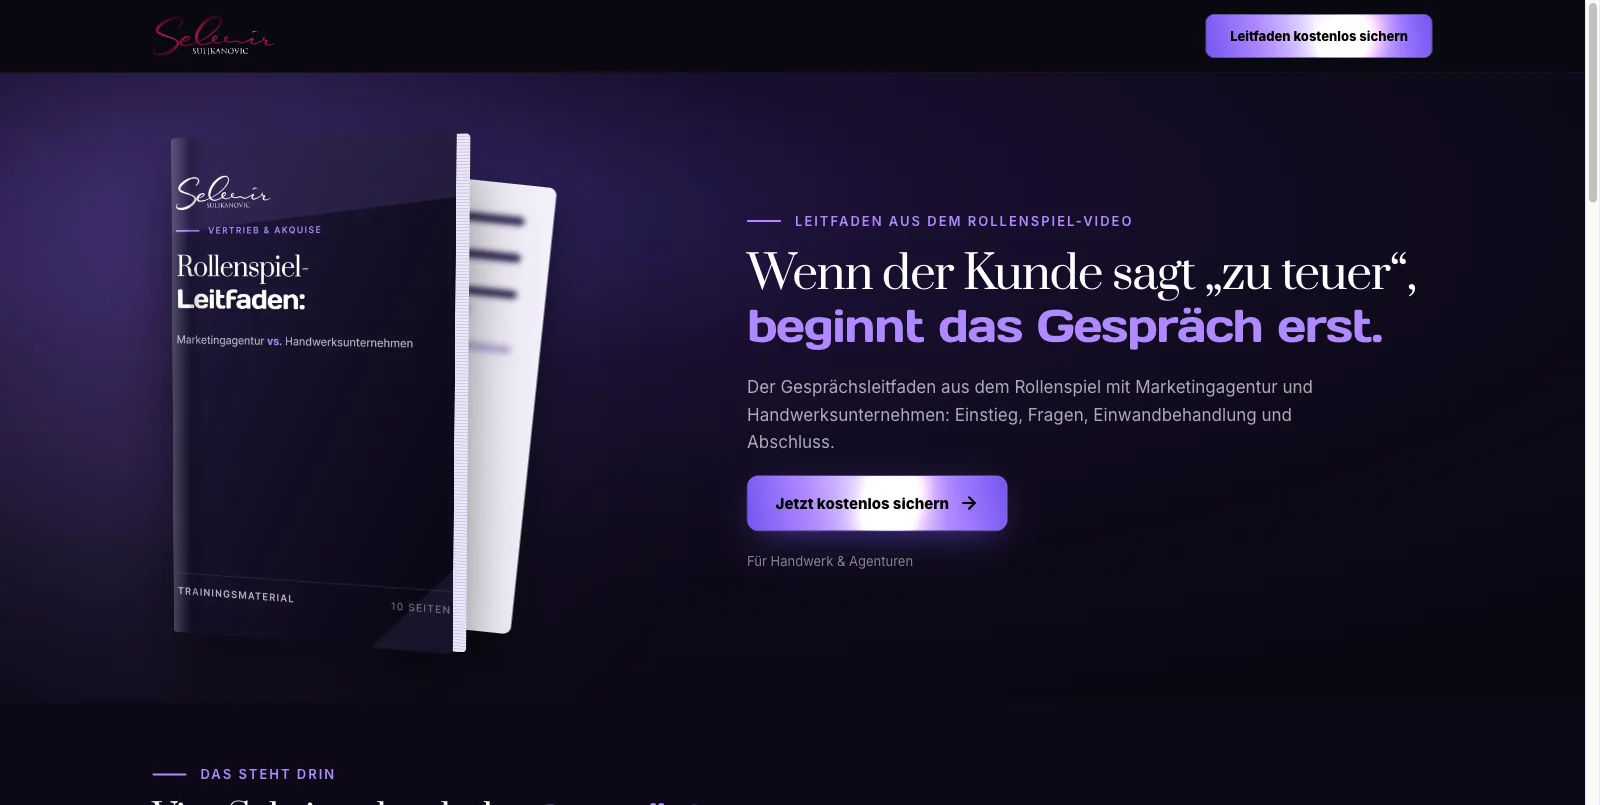 Selemir
SULJKANOVIC
Leitfaden kostenlos sichern
Selemir
SULJKANOVIC
VERTRIEB & AKQUISE
Rollenspiel-
Leitfaden:
Marketingagentur vs. Handwerksunternehmen
TRAININGSMATERIAL
10 SEITEN
LEITFADEN AUS DEM ROLLENSPIEL-VIDEO
Wenn der Kunde sagt „zu teuer“,
beginnt das Gespräch erst.
Der Gesprächsleitfaden aus dem Rollenspiel mit Marketingagentur und
Handwerksunternehmen: Einstieg, Fragen, Einwandbehandlung und
Abschluss.
Jetzt kostenlos sichern
Für Handwerk & Agenturen
DAS STEHT DRIN